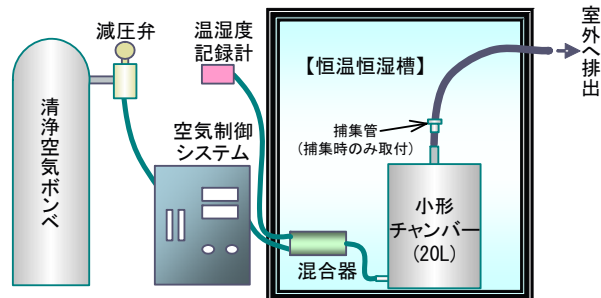 減圧弁
温湿度
記録計
清浄空気ボンベ
空気制御
システム
【恒温恒湿槽】
捕集管
(捕集時のみ取付)
混合器
小形
チャンバー
(20L)
室外へ排出